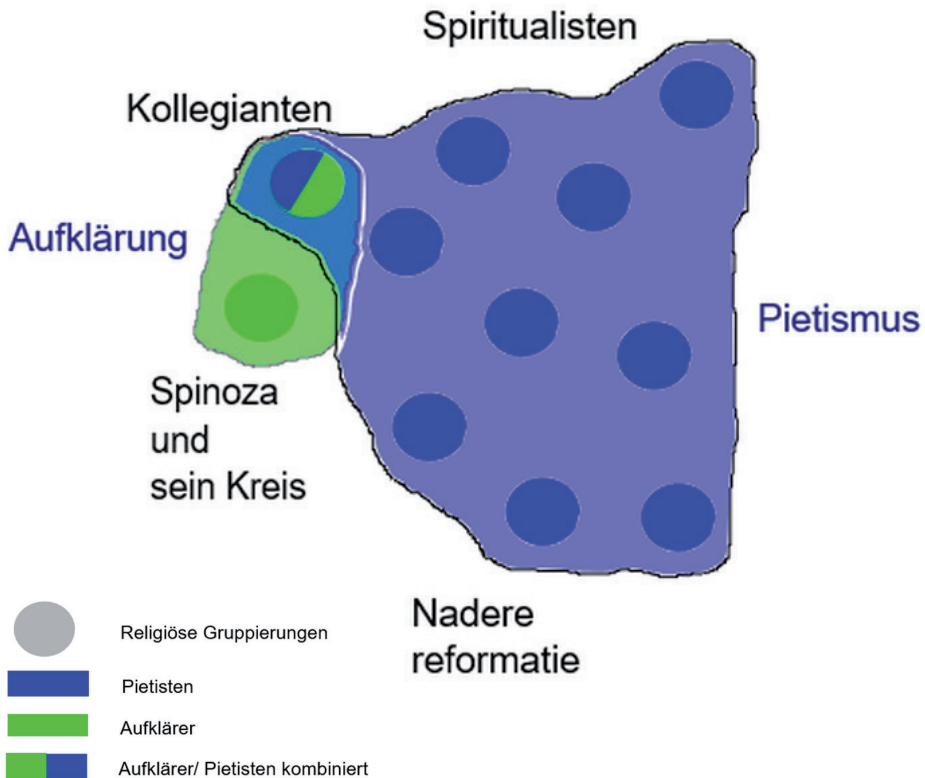 Spiritualisten
Kollegianten
Aufklärung
Pietismus
Spinoza
und
sein Kreis
Nadere
reformatie
Religiöse Gruppierungen
Pietisten
Aufklärer
Aufklärer/ Pietisten kombiniert